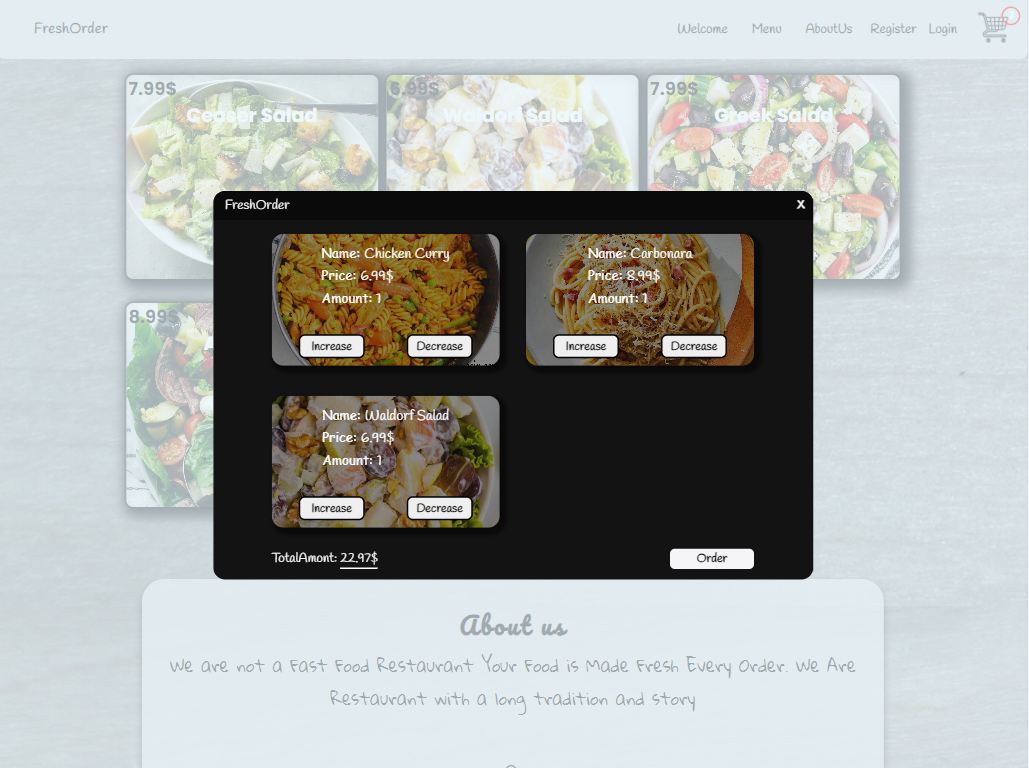 FreshOrder
Welcome Menu AboutUs Register Login
7.99$ 6.99$ 7.99$
Ceaser Salad Waldorf Salad Greek Salad
FreshOrder X
Name: Chicken Curry
Price: 6.99$
Amount: 1
Increase Decrease
Name: Carbonara
Price: 8.99$
Amount: 1
Increase Decrease
8.99$
Name: Waldorf Salad
Price: 6.99$
Amount: 1
Increase Decrease
TotalAmont: 22.97$
Order
About us
We are not a Fast Food Restaurant Your Food is Made Fresh Every Order. We Are
Restaurant with a long tradition and story